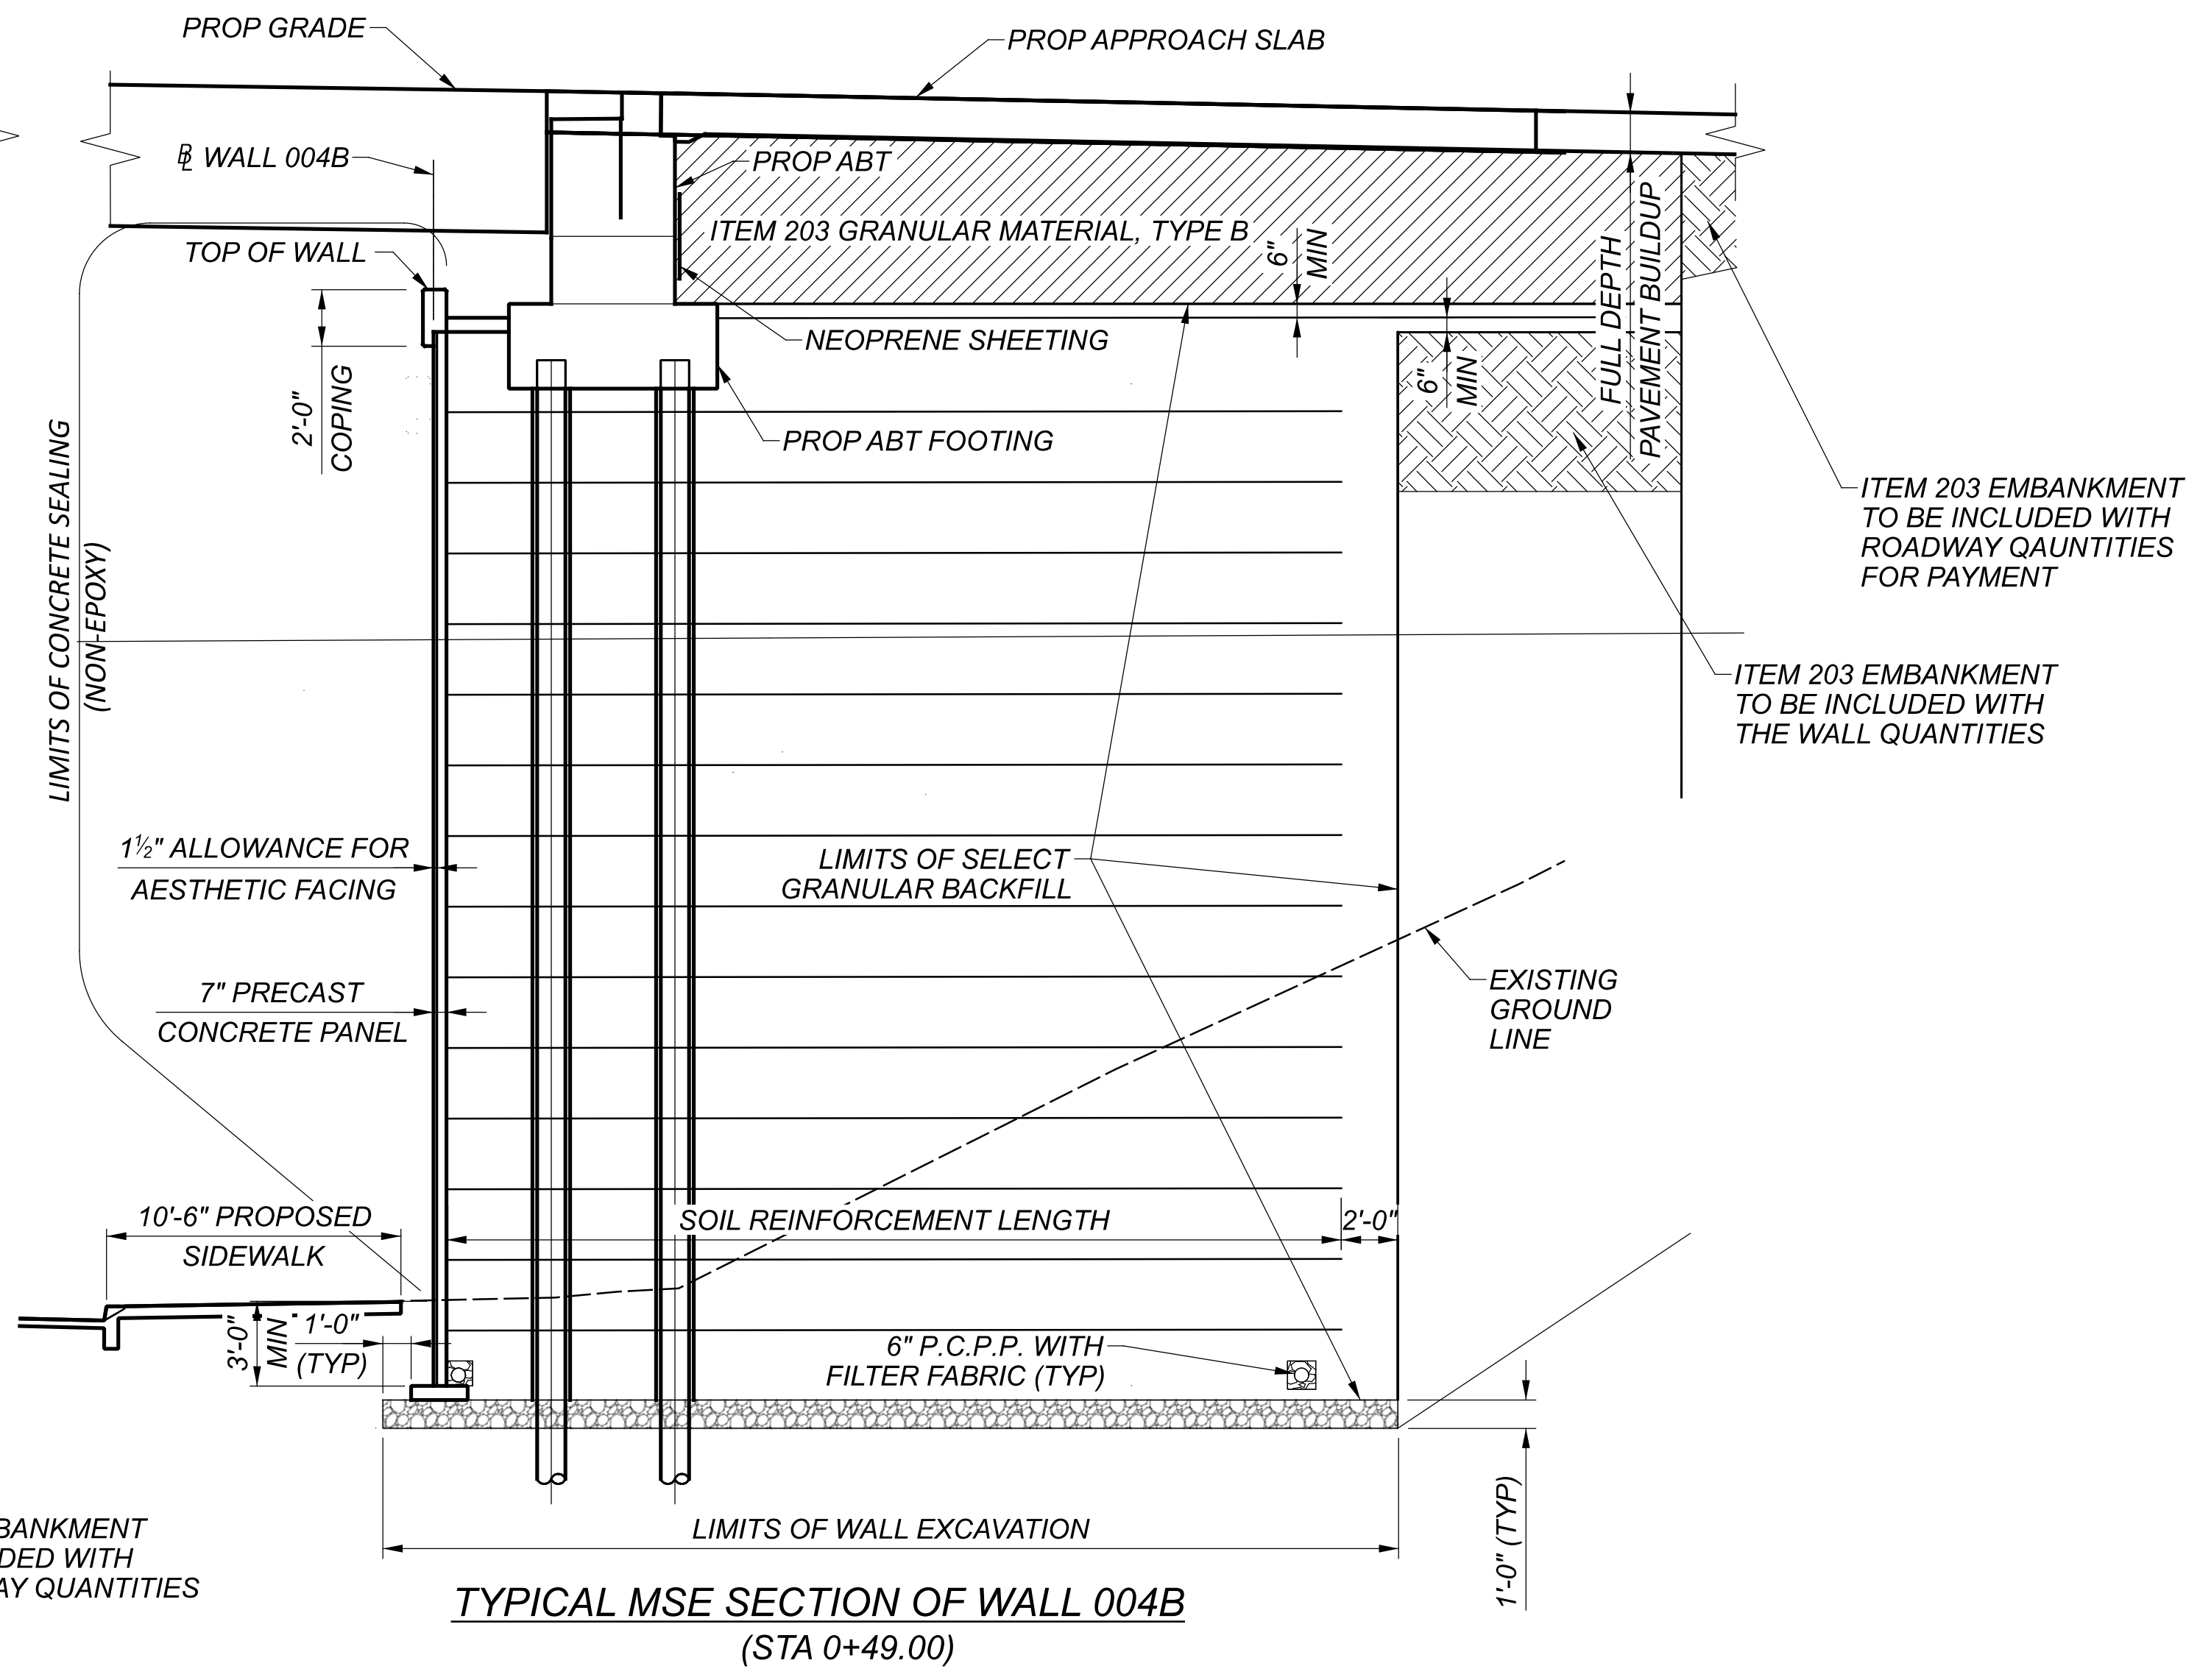 PROP GRADE
PROP APPROACH SLAB
BL WALL 004B
PROP ABT
TOP OF WALL
ITEM 203 GRANULAR MATERIAL, TYPE B
6"
MIN
FULL DEPTH
PAVEMENT BUILDUP
NEOPRENE SHEETING
2'-0"
COPING
6"
MIN
PROP ABT FOOTING
LIMITS OF CONCRETE SEALING
(NON-EPOXY)
ITEM 203 EMBANKMENT
TO BE INCLUDED WITH
ROADWAY QAUNTITIES
FOR PAYMENT
ITEM 203 EMBANKMENT
TO BE INCLUDED WITH
THE WALL QUANTITIES
1½" ALLOWANCE FOR
AESTHETIC FACING
LIMITS OF SELECT
GRANULAR BACKFILL
7" PRECAST
CONCRETE PANEL
EXISTING
GROUND
LINE
10'-6" PROPOSED
SIDEWALK
SOIL REINFORCEMENT LENGTH
2'-0"
3'-0"
MIN
1'-0"
(TYP)
6" P.C.P.P. WITH
FILTER FABRIC (TYP)
1'-0" (TYP)
LIMITS OF WALL EXCAVATION
BANKMENT
DED WITH
AY QUANTITIES
TYPICAL MSE SECTION OF WALL 004B
(STA 0+49.00)